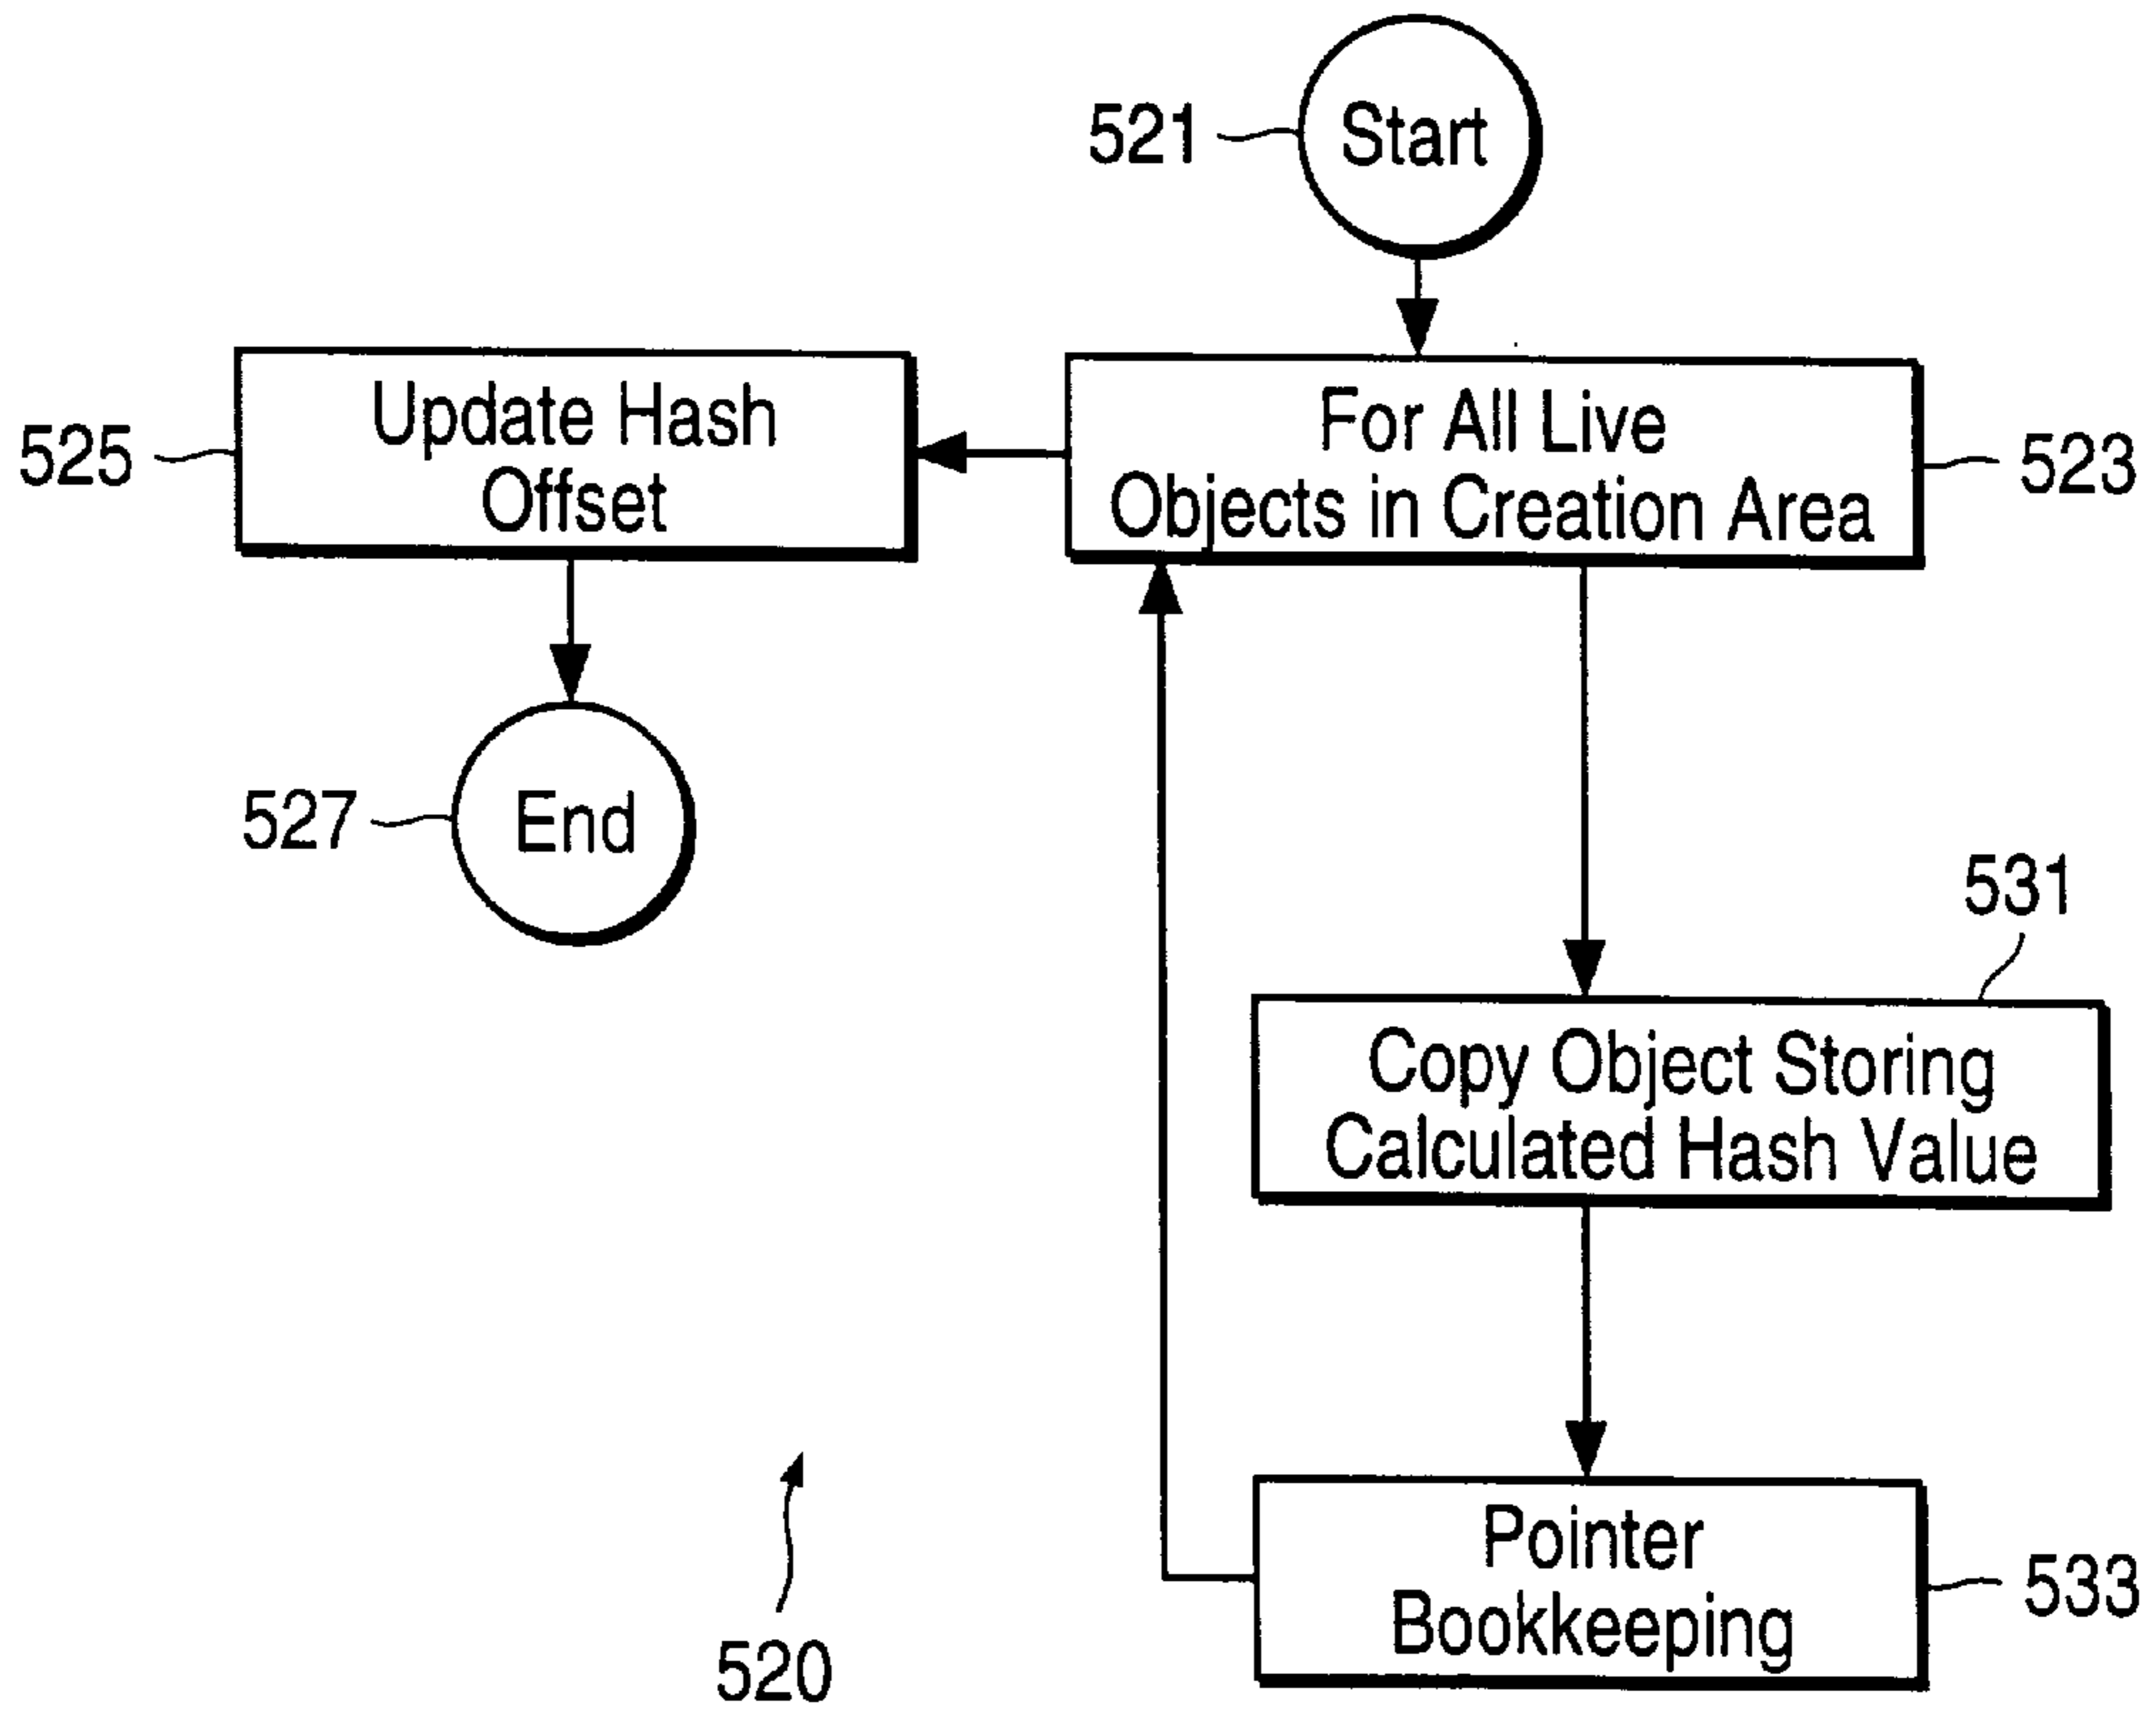 521
Start
525
Update Hash
Offset
For All Live
Objects in Creation Area
523
527
End
531
Copy Object Storing
Calculated Hash Value
Pointer
Bookkeeping
533
520